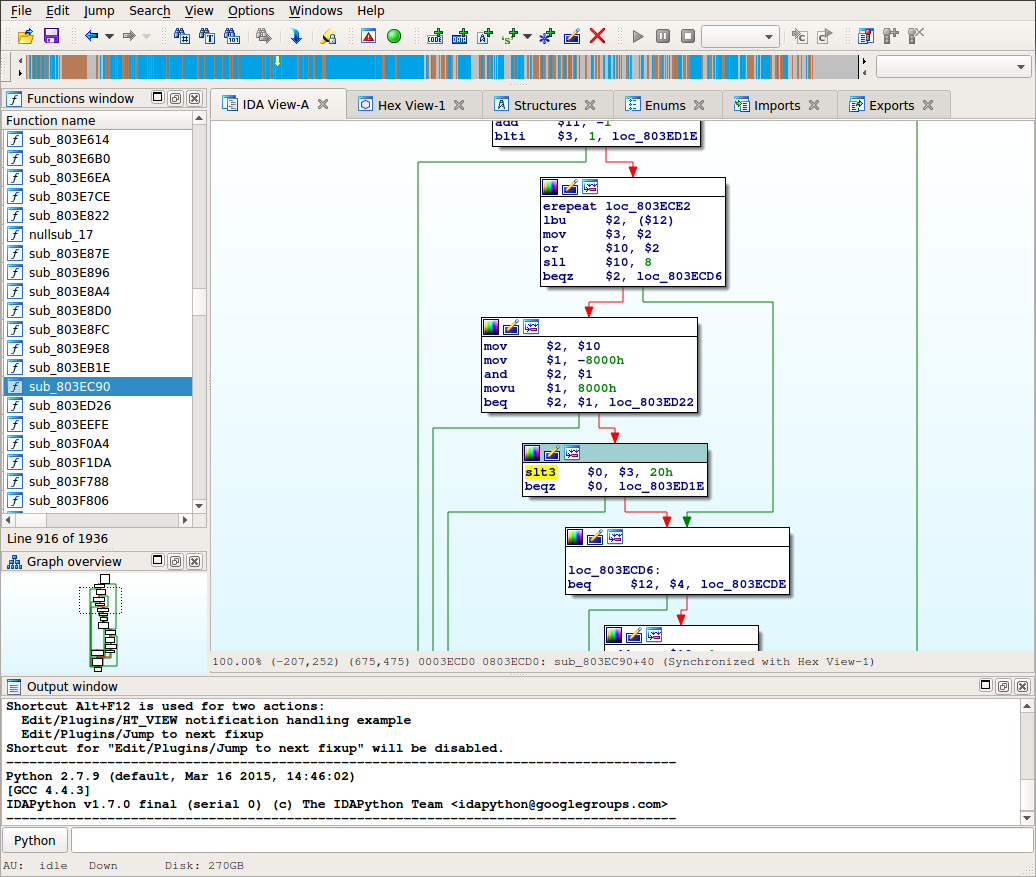 File Edit Jump Search View Options Windows Help
Functions window
IDA View-A Hex View-1 Structures Enums Imports Exports
Function name
sub_803E614
sub_803E6B0
sub_803E6EA
sub_803E7CE
sub_803E822
nullsub_17
sub_803E87E
sub_803E896
sub_803E8A4
sub_803E8D0
sub_803E8FC
sub_803E9E8
sub_803EB1E
sub_803EC90
sub_803ED26
sub_803EEFE
sub_803F0A4
sub_803F1DA
sub_803F788
sub_803F806
Line 916 of 1936
Graph overview
add $11, -1
blti $3, 1, loc_803ED1E
erepeat loc_803ECE2
lbu $2, ($12)
mov $3, $2
or $10, $2
sll $10, 8
beqz $2, loc_803ECD6
mov $2, $10
mov $1, -8000h
and $2, $1
movu $1, 8000h
beq $2, $1, loc_803ED22
slt3 $0, $3, 20h
beqz $0, loc_803ED1E
loc_803ECD6:
beq $12, $4, loc_803ECDE
100.00% (-207,252) (675,475) 0003ECD0 0803ECD0: sub_803EC90+40 (Synchronized with Hex View-1)
Output window
Shortcut Alt+F12 is used for two actions:
Edit/Plugins/HT_VIEW notification handling example
Edit/Plugins/Jump to next fixup
Shortcut for "Edit/Plugins/Jump to next fixup" will be disabled.
Python 2.7.9 (default, Mar 16 2015, 14:46:02)
[GCC 4.4.3]
IDAPython v1.7.0 final (serial 0) (c) The IDAPython Team <idapython@googlegroups.com>
Python
AU: idle Down Disk: 270GB